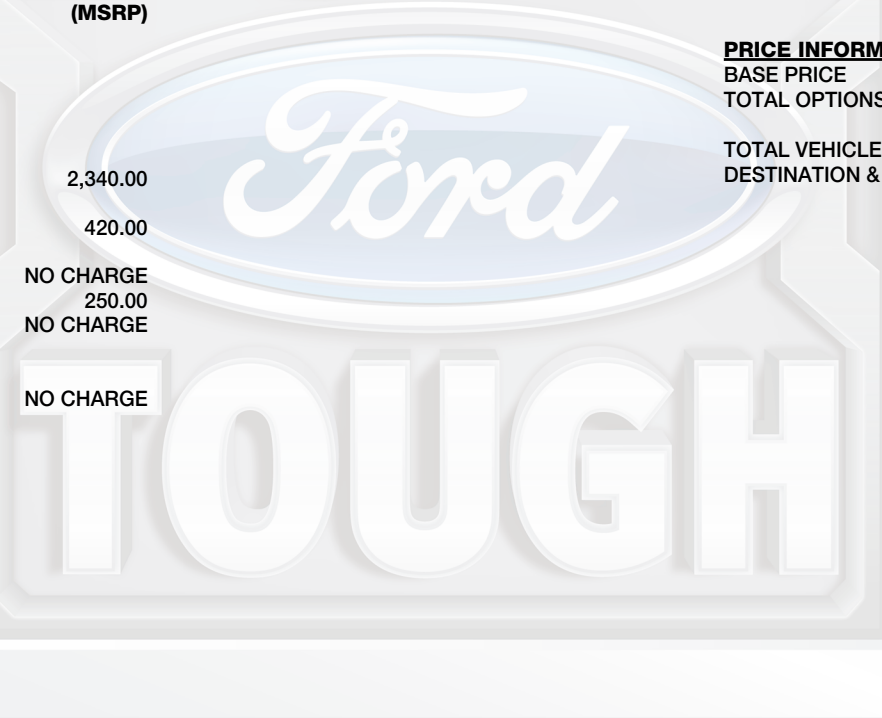 (MSRP)
PRICE INFORM
BASE PRICE
TOTAL OPTIONS
TOTAL VEHICLE
DESTINATION &
2,340.00
420.00
NO CHARGE
250.00
NO CHARGE
NO CHARGE
Ford
TOUGH